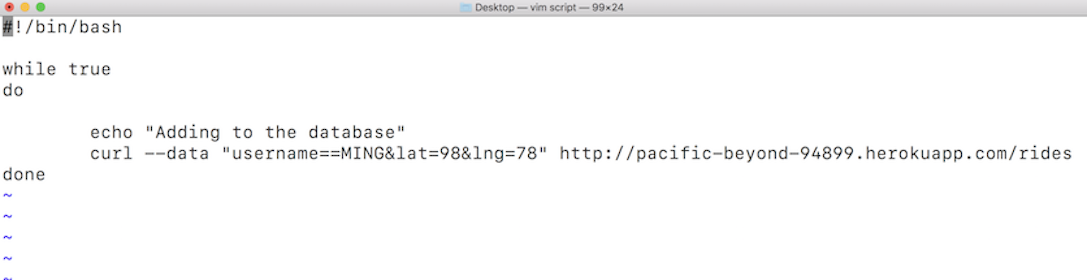 Desktop — vim script — 99×24
#!/bin/bash
while true
do
echo "Adding to the database"
curl --data "username==MING&lat=98&lng=78" http://pacific-beyond-94899.herokuapp.com/rides
done
~
~
~
~
~